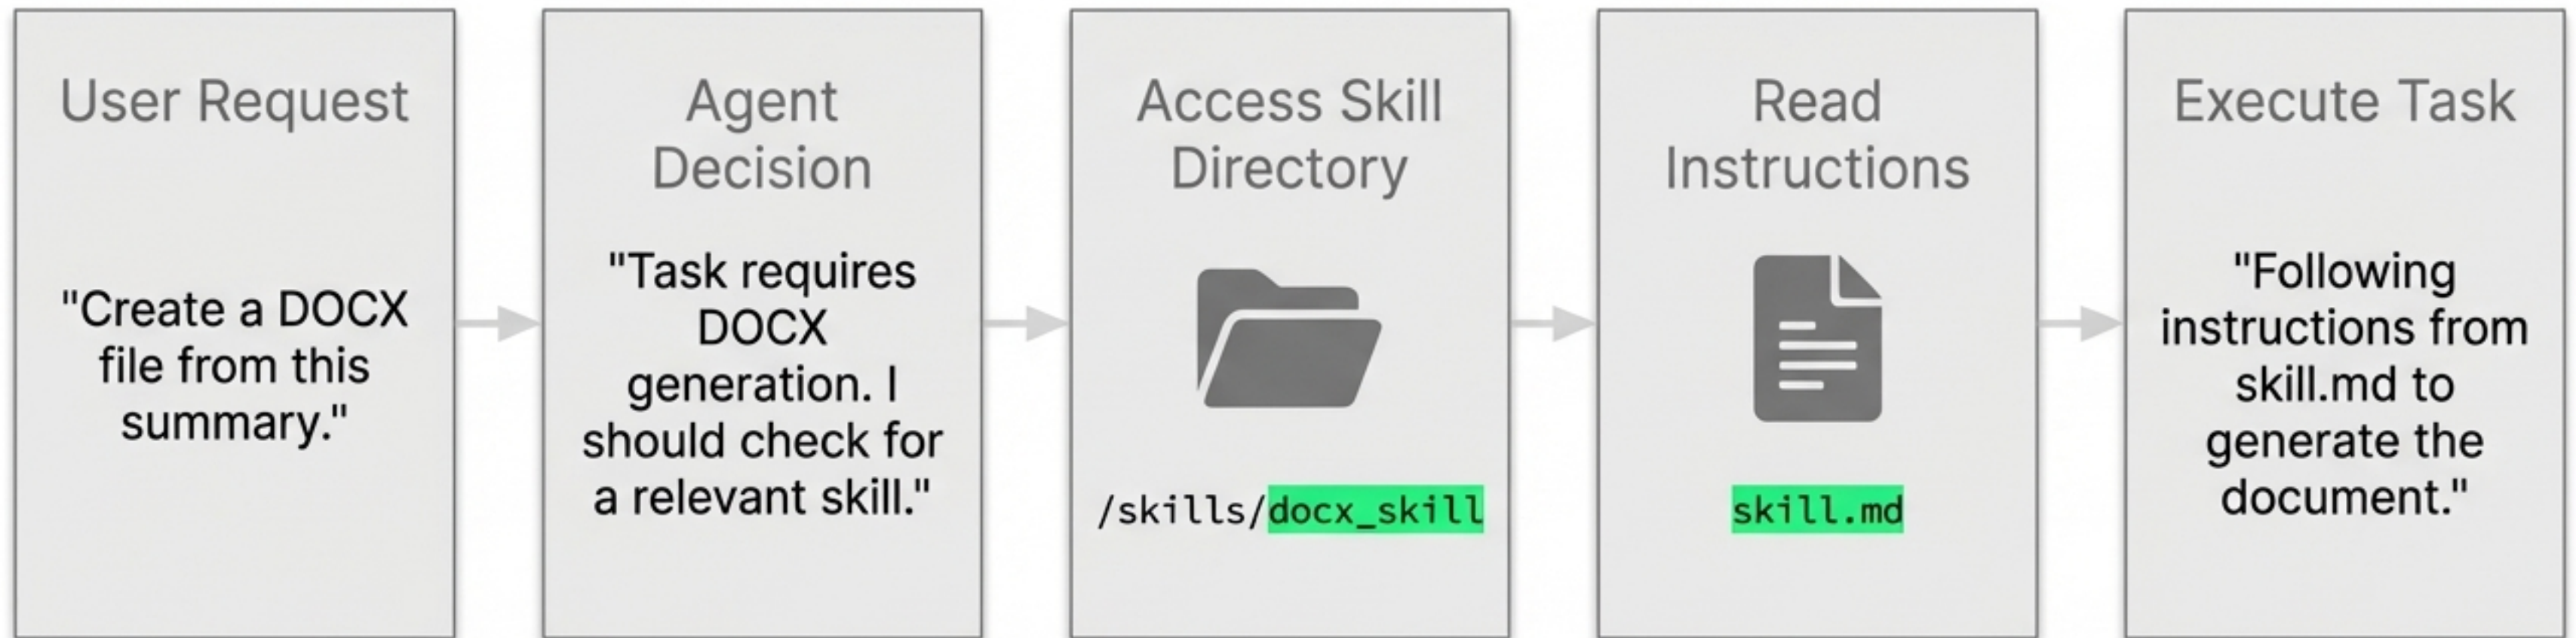 User Request
"Create a DOCX
file from this
summary."
Agent
Decision
"Task requires
DOCX
generation. I
should check for
a relevant skill."
Access Skill
Directory
/skills/docx_skill
Read
Instructions
skill.md
Execute Task
"Following
instructions from
skill.md to
generate the
document."